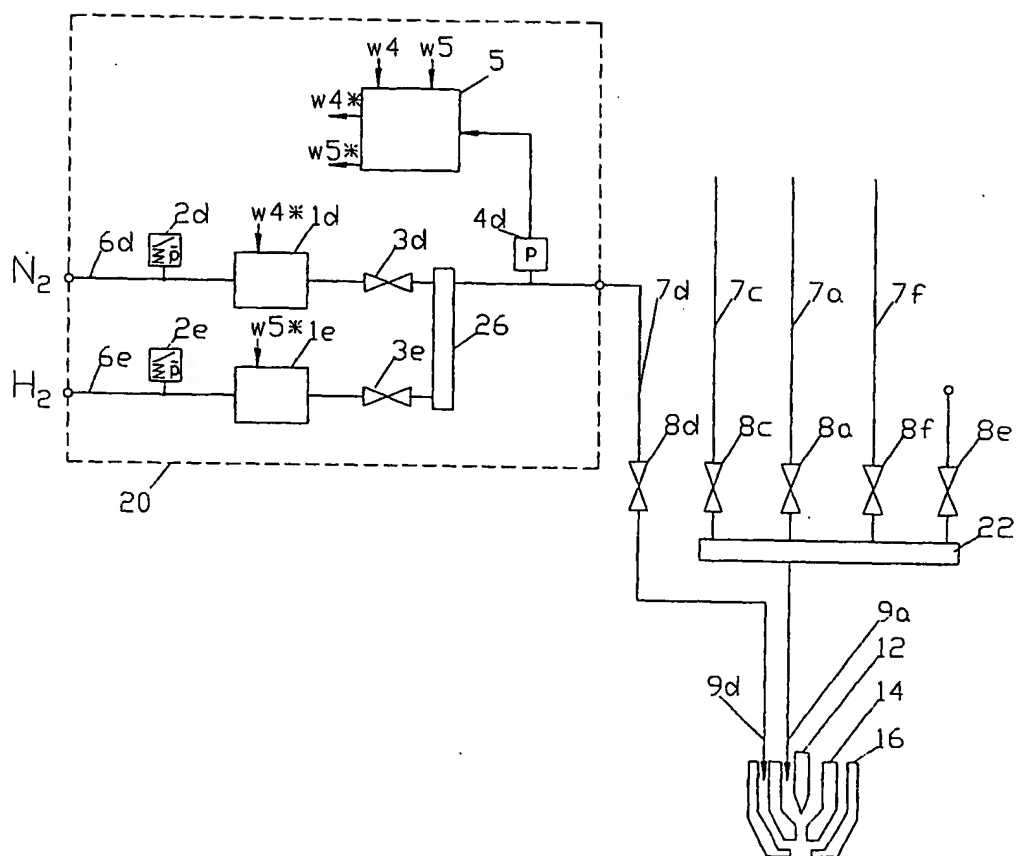 w4 w5 5
w4*
w5*
2d w4* 1d 3d 4d
6d p̄ p
N₂
7d 7c 7a 7f
2e w5* 1e 3e 26
6e p̄
H₂
8d 8c 8a 8f 8e
20
22
9a
12
9d 14
16